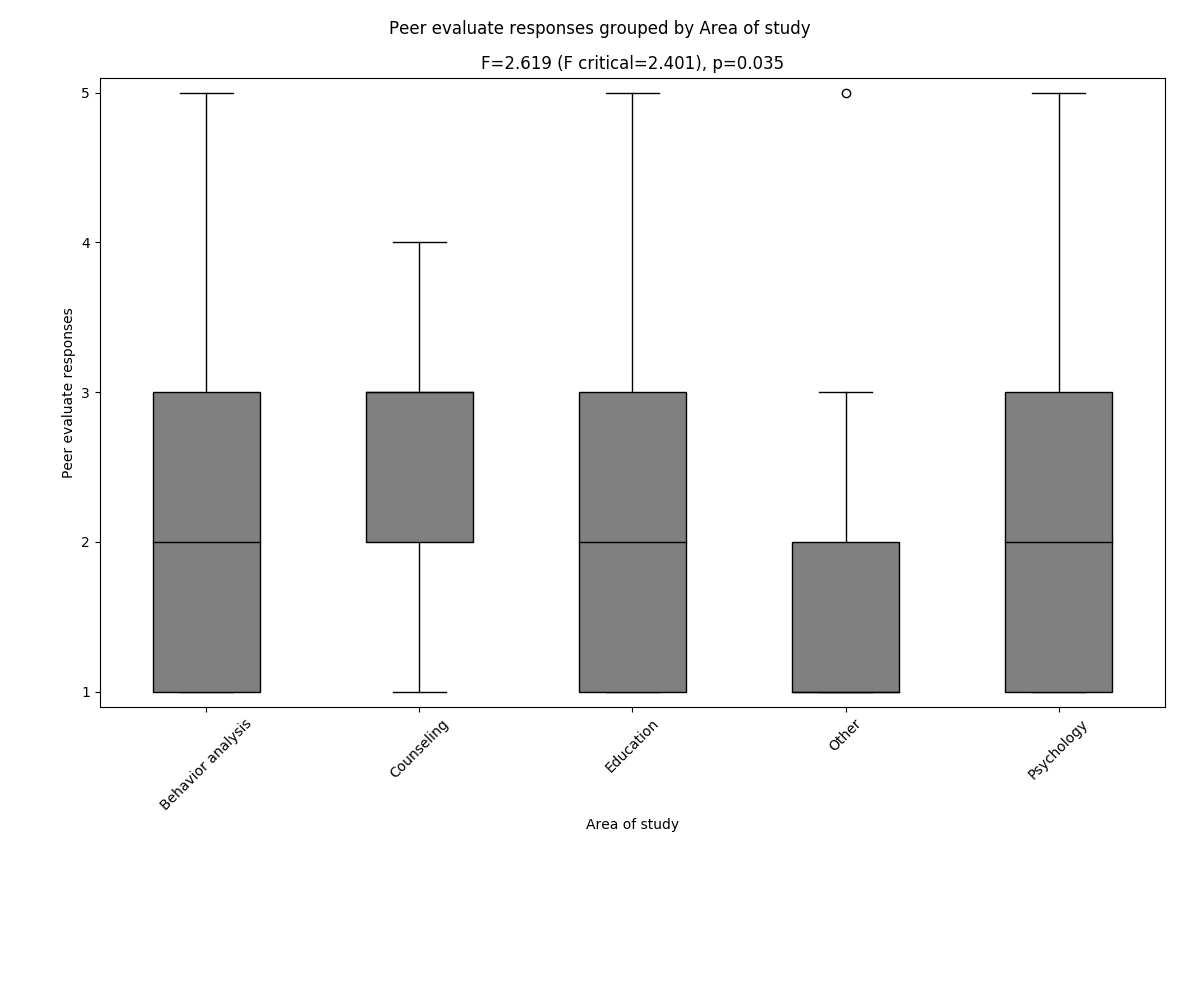 Peer evaluate responses grouped by Area of study
F=2.619 (F critical=2.401), p=0.035
5
4
3
2
1
Peer evaluate responses
Behavior analysis
Counseling
Education
Other
Psychology
Area of study